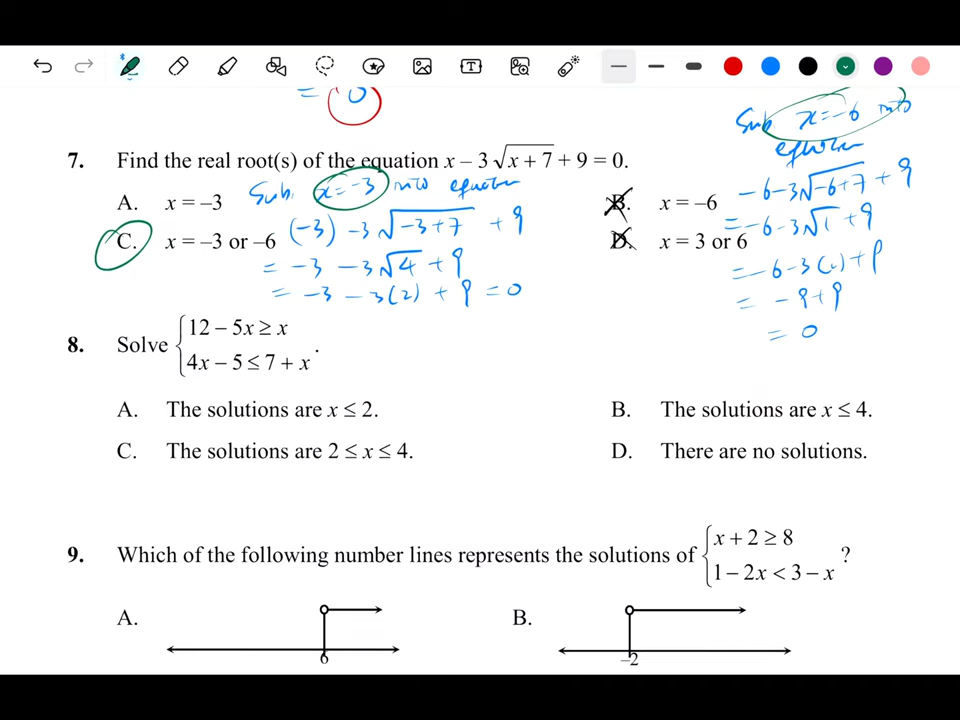 = 0
Sub x=-6 into
equation
7. Find the real root(s) of the equation x – 3√(x + 7) + 9 = 0.
A. x = –3
Sub. x=-3 into equation
B. x = –6
-6-3√(-6+7) + 9
(-3) -3√(-3+7) + 9
= -6-3√1 + 9
C. x = –3 or –6
D. x = 3 or 6
= -3 -3√4 + 9
= -6-3(1)+9
= -3 -3(2) + 9 = 0
= -9+9
= 0
8. Solve {12 – 5x ≥ x
4x – 5 ≤ 7 + x .
A. The solutions are x ≤ 2.
B. The solutions are x ≤ 4.
C. The solutions are 2 ≤ x ≤ 4.
D. There are no solutions.
9. Which of the following number lines represents the solutions of {x + 2 ≥ 8
1 – 2x < 3 – x ?
A.
B.
6
–2